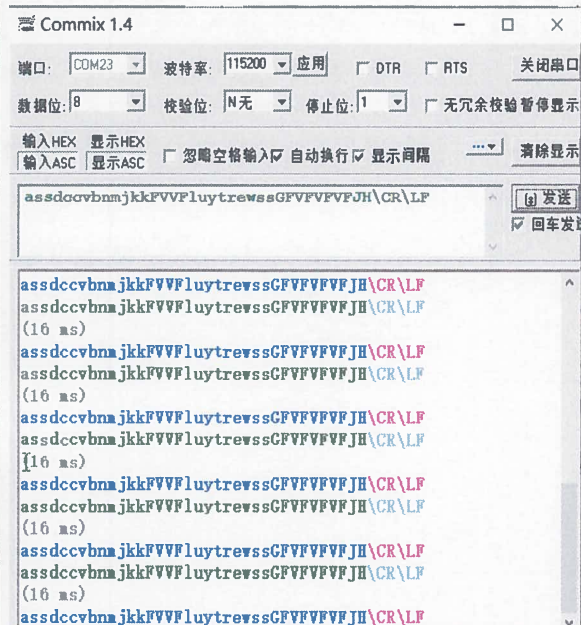 Commix 1.4
端口: COM23 波特率: 115200 应用 DTR RTS 关闭串口
数据位: 8 校验位: N无 停止位: 1 无冗余校验 暂停显示
输入HEX 显示HEX
输入ASC 显示ASC 忽略空格输入 自动换行 显示间隔 ... 清除显示
assdccvbnmjkkFVVFluytrewssGFVFVFVFJH\CR\LF 发送
回车发送
assdccvbnmjkkFVVFluytrewssGFVFVFVFJH\CR\LF
assdccvbnmjkkFVVFluytrewssGFVFVFVFJH\CR\LF
(16 ms)
assdccvbnmjkkFVVFluytrewssGFVFVFVFJH\CR\LF
assdccvbnmjkkFVVFluytrewssGFVFVFVFJH\CR\LF
(16 ms)
assdccvbnmjkkFVVFluytrewssGFVFVFVFJH\CR\LF
assdccvbnmjkkFVVFluytrewssGFVFVFVFJH\CR\LF
(16 ms)
assdccvbnmjkkFVVFluytrewssGFVFVFVFJH\CR\LF
assdccvbnmjkkFVVFluytrewssGFVFVFVFJH\CR\LF
(16 ms)
assdccvbnmjkkFVVFluytrewssGFVFVFVFJH\CR\LF
assdccvbnmjkkFVVFluytrewssGFVFVFVFJH\CR\LF
(16 ms)
assdccvbnmjkkFVVFluytrewssGFVFVFVFJH\CR\LF